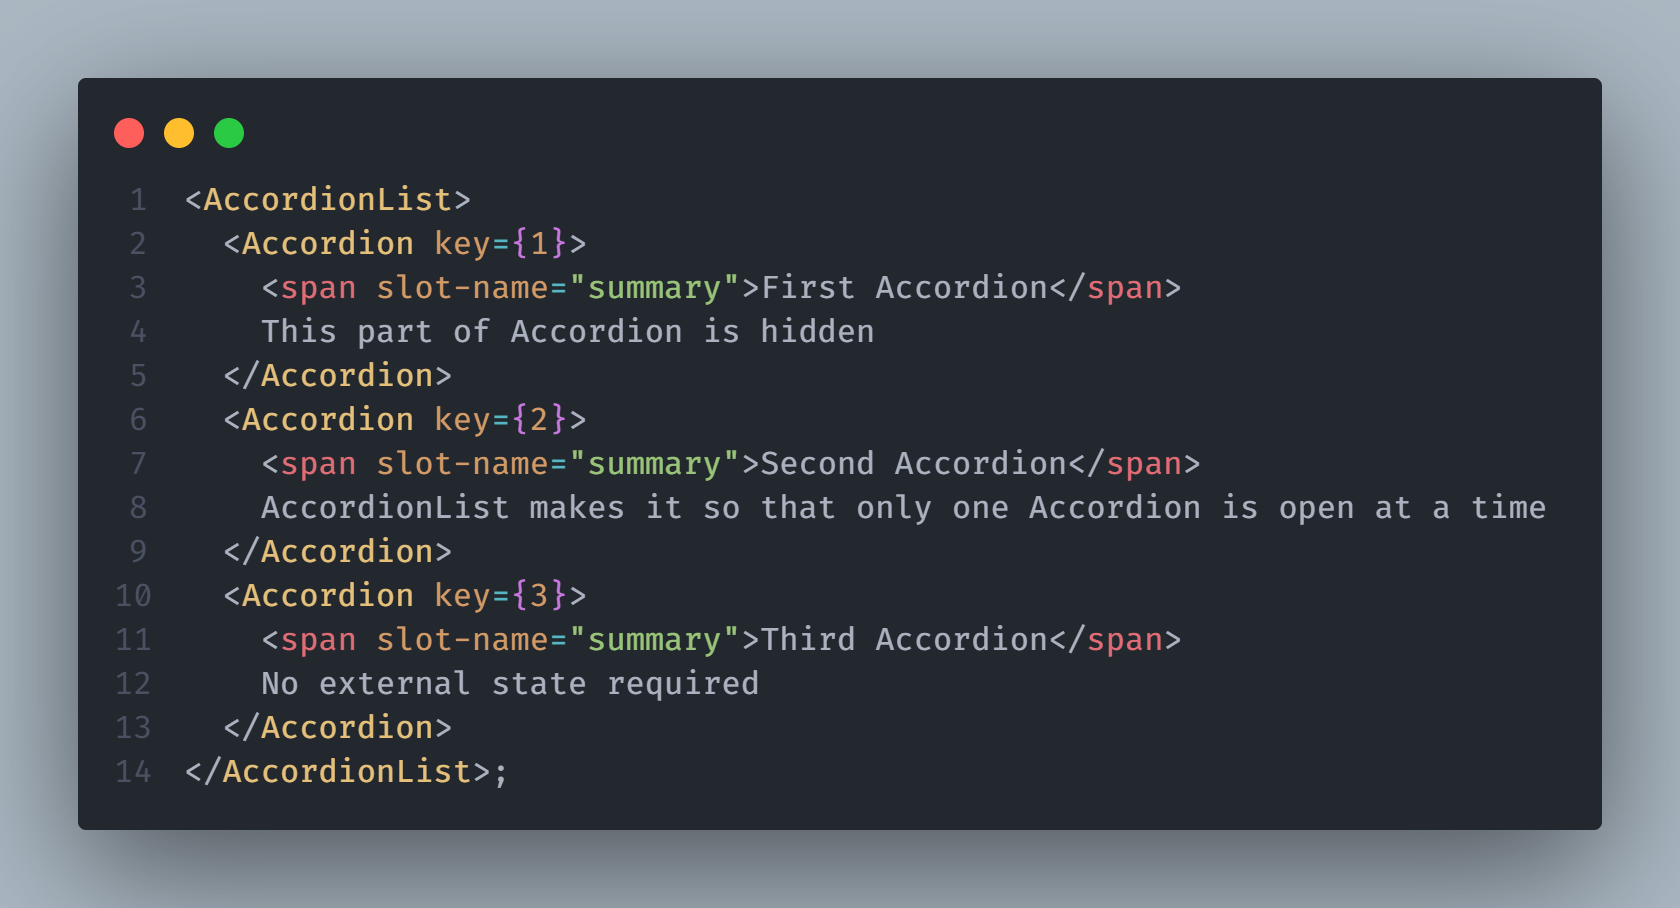 1 <AccordionList>
2   <Accordion key={1}>
3     <span slot-name="summary">First Accordion</span>
4     This part of Accordion is hidden
5   </Accordion>
6   <Accordion key={2}>
7     <span slot-name="summary">Second Accordion</span>
8     AccordionList makes it so that only one Accordion is open at a time
9   </Accordion>
10   <Accordion key={3}>
11     <span slot-name="summary">Third Accordion</span>
12     No external state required
13   </Accordion>
14 </AccordionList>;